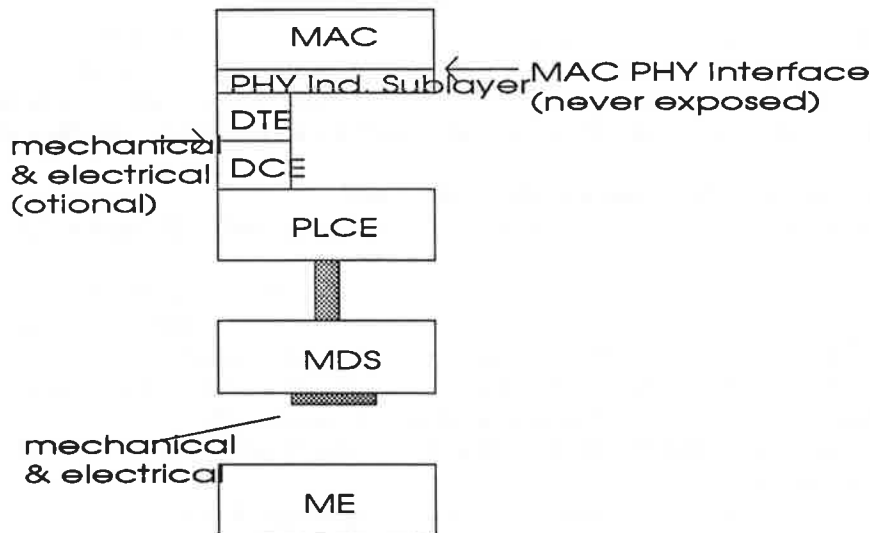 MAC
PHY Ind. Sublayer
MAC PHY Interface
(never exposed)
DTE
mechanical
& electrical
(otional)
DCE
PLCE
MDS
mechanical
& electrical
ME